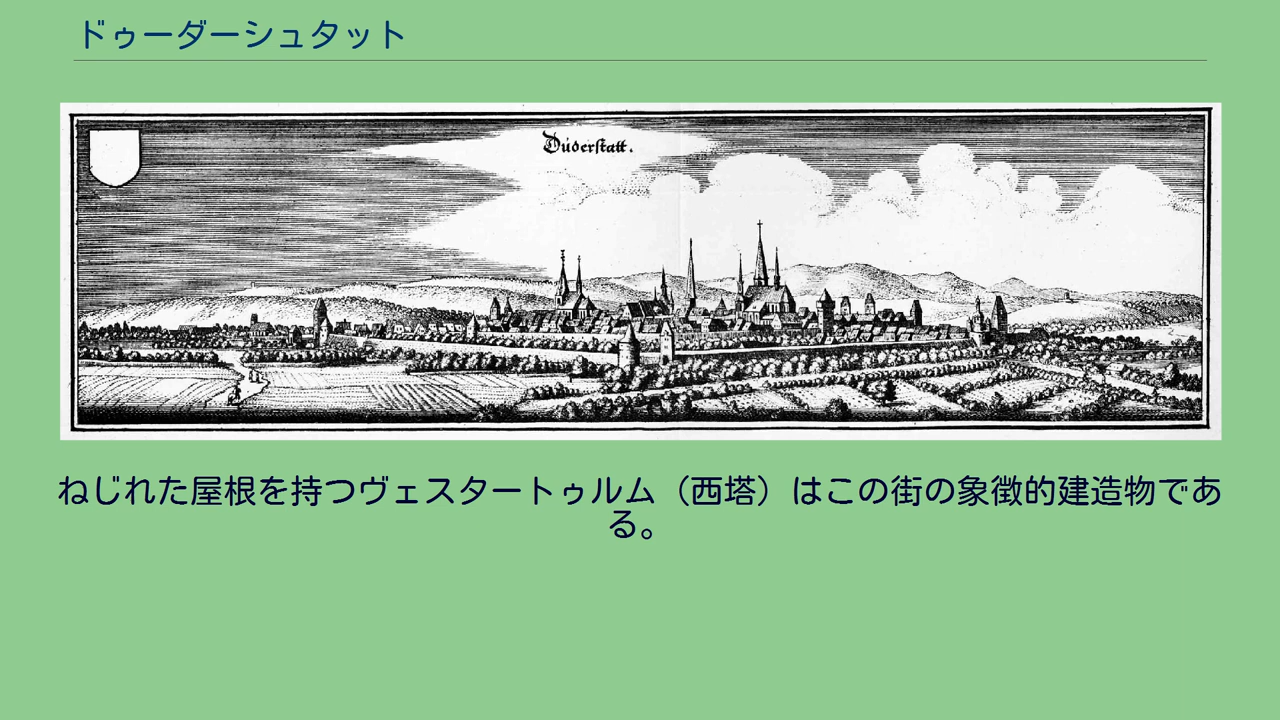 ドゥーダーシュタット
Duderstatt.
ねじれた屋根を持つヴェスタートゥルム（西塔）はこの街の象徴的建造物であ
る。